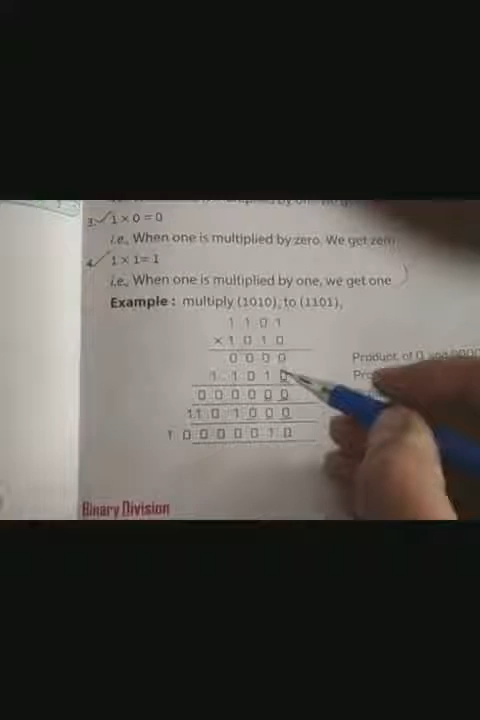 3. 1 × 0 = 0
i.e., When one is multiplied by zero. We get zero
4. 1 × 1 = 1
i.e., When one is multiplied by one, we get one
Example : multiply (1010), to (1101),
1 1 0 1
× 1 0 1 0
0 0 0 0 Product, of 0 and
1 1 0 1 0
0 0 0 0 0 0
1 1 0 1 0 0 0
1 0 0 0 0 0 1 0
Binary Division